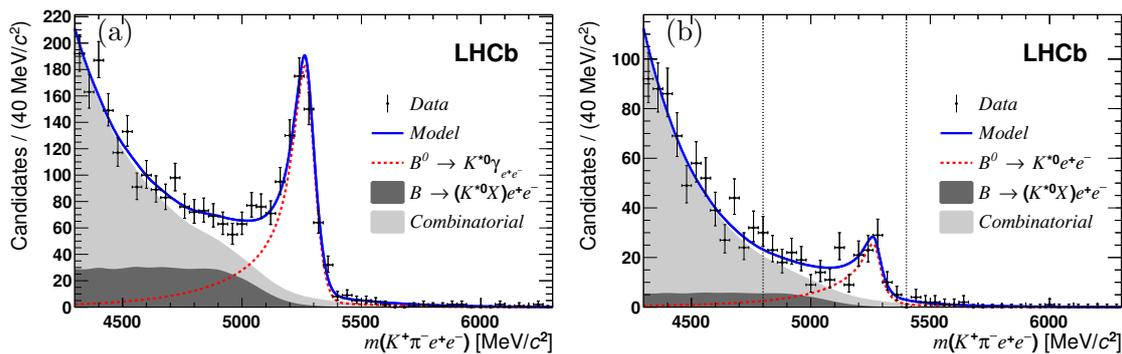 Candidates / (40 MeV/c²)
220
200
180
160
140
120
100
80
60
40
20
0
(a)
LHCb
Data
Model
B⁰ → K*⁰γ e⁺e⁻
B → (K*⁰X)e⁺e⁻
Combinatorial
4500
5000
5500
6000
m(K⁺π⁻e⁺e⁻) [MeV/c²]
Candidates / (40 MeV/c²)
100
80
60
40
20
0
(b)
LHCb
Data
Model
B⁰ → K*⁰e⁺e⁻
B → (K*⁰X)e⁺e⁻
Combinatorial
4500
5000
5500
6000
m(K⁺π⁻e⁺e⁻) [MeV/c²]